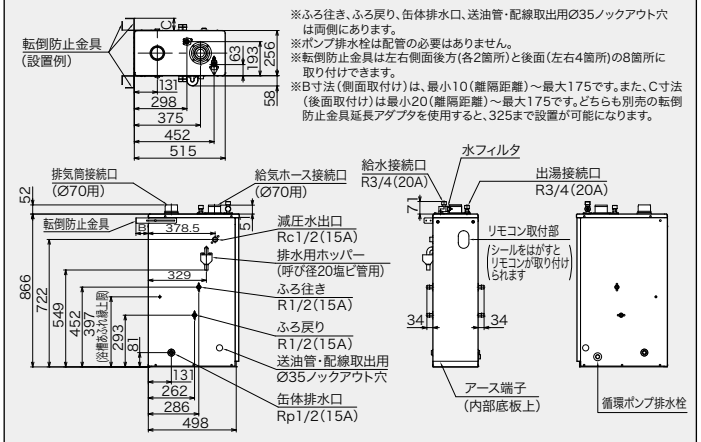 ※ふろ往き、ふろ戻り、缶体排水口、送油管・配線取出用Ø35ノックアウト穴
は両側にあります。
※ポンプ排水栓は配管の必要はありません。
※転倒防止金具は左右側面後方(各2箇所)と後面(左右4箇所)の8箇所に
取り付けできます。
※B寸法(側面取付け)は、最小10(離隔距離)～最大175です。また、C寸法
(後面取付け)は最小20(離隔距離)～最大175です。どちらも別売の転倒
防止金具延長アダプタを使用すると、325まで設置が可能になります。
転倒防止金具
(設置例)
C
63
193
256
58
131
298
375
452
515
排気筒接続口
(Ø70用)
給気ホース接続口
(Ø70用)
52
転倒防止金具
B
378.5
5
減圧水出口
Rc1/2(15A)
排水用ホッパー
(呼び径20塩ビ管用)
329
ふろ往き
R1/2(15A)
ふろ戻り
R1/2(15A)
送油管・配線取出用
Ø35ノックアウト穴
缶体排水口
Rp1/2(15A)
866
722
549
452
397
(浴槽あふれ縁上限)
293
81
131
262
286
498
給水接続口
R3/4(20A)
水フィルタ
出湯接続口
R3/4(20A)
71
リモコン取付部
(シールをはがすと
リモコンが取り付け
られます)
34
34
アース端子
(内部底板上)
循環ポンプ排水栓